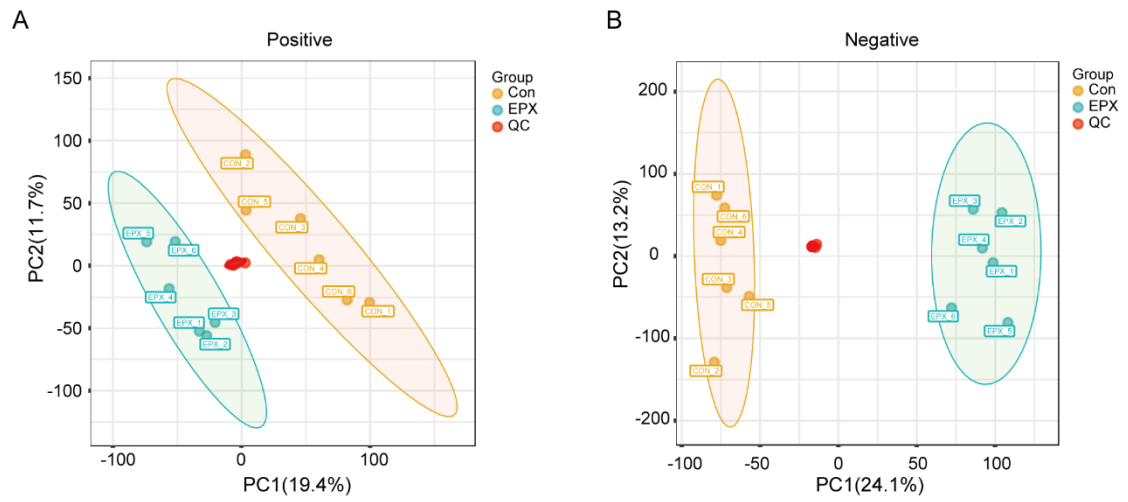 A
Positive
PC2(11.7%)
150
100
50
0
-50
-100
-100
0
100
PC1(19.4%)
CON_2
CON_5
CON_3
CON_4
CON_6
CON_1
EPX_5
EPX_6
EPX_4
EPX_1
EPX_3
EPX_2
Group
Con
EPX
QC
B
Negative
PC2(13.2%)
200
100
0
-100
-200
-100
-50
0
50
100
PC1(24.1%)
CON_1
CON_6
CON_4
CON_3
CON_5
CON_2
EPX_3
EPX_2
EPX_4
EPX_1
EPX_6
EPX_5
Group
Con
EPX
QC